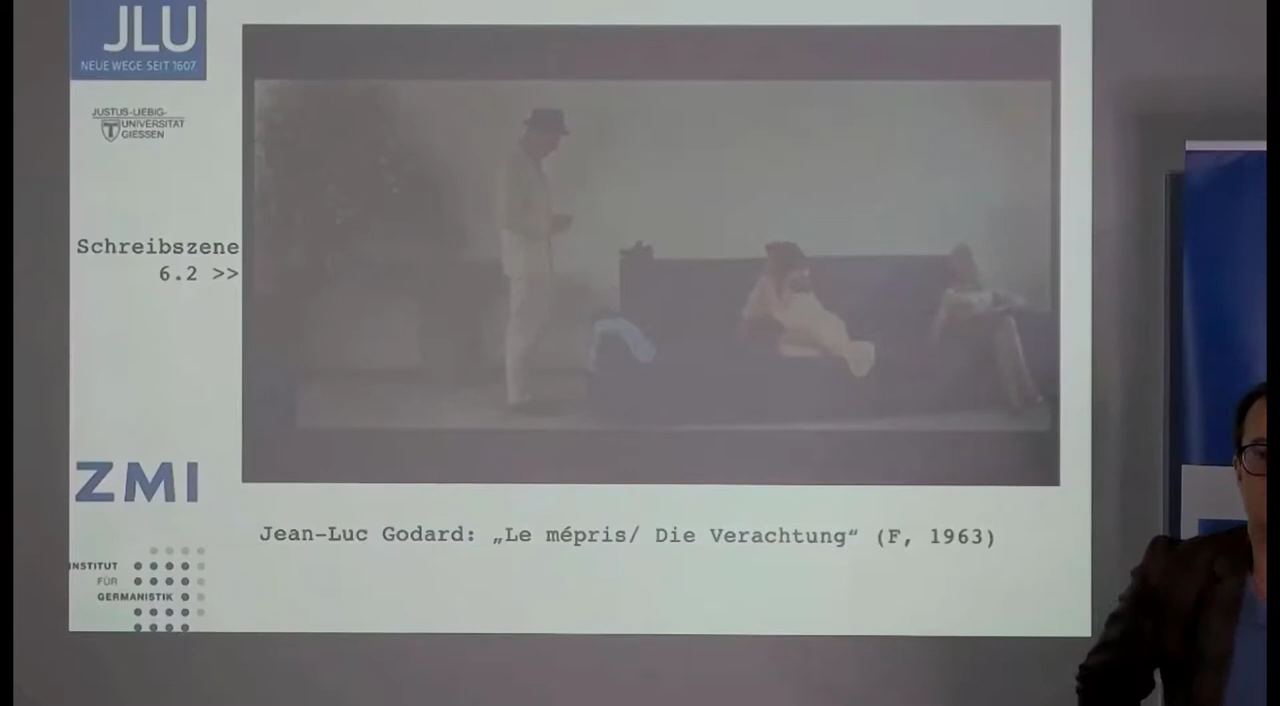 JLU
NEUE WEGE. SEIT 1607.
JUSTUS-LIEBIG-
UNIVERSITÄT
GIESSEN
Schreibszene
6.2 >>
ZMI
INSTITUT
FÜR
GERMANISTIK
Jean-Luc Godard: „Le mépris/ Die Verachtung“ (F, 1963)